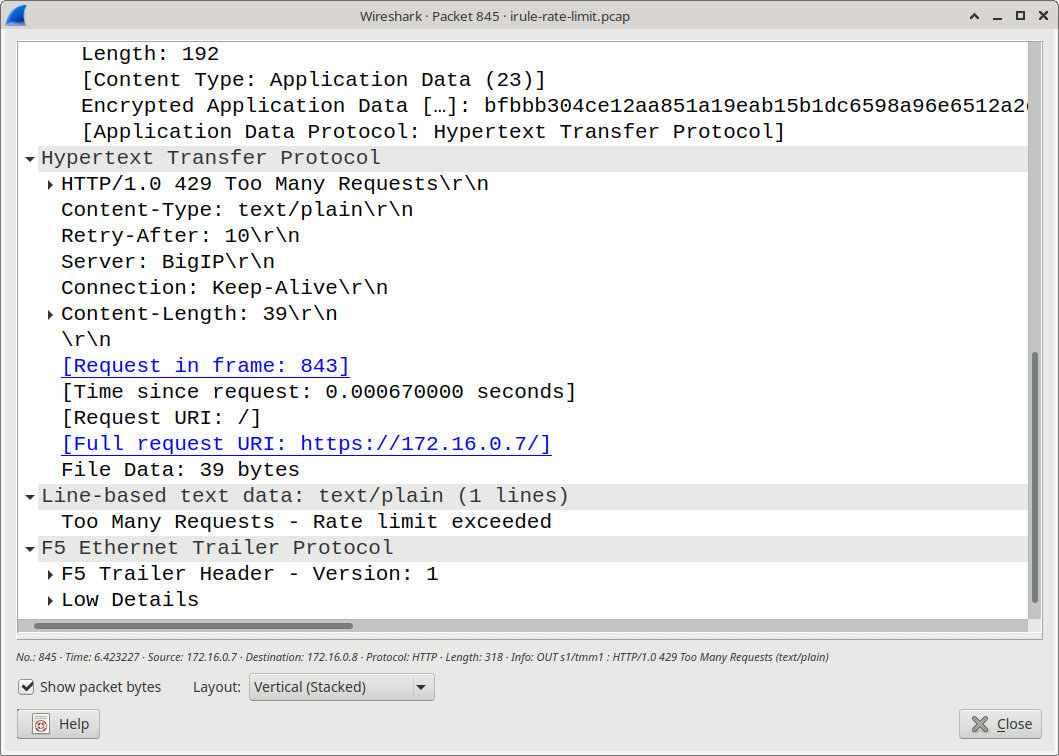 Wireshark · Packet 845 · irule-rate-limit.pcap
Length: 192
[Content Type: Application Data (23)]
Encrypted Application Data […]: bfbbb304ce12aa851a19eab15b1dc6598a96e6512a2
[Application Data Protocol: Hypertext Transfer Protocol]
Hypertext Transfer Protocol
HTTP/1.0 429 Too Many Requests\r\n
Content-Type: text/plain\r\n
Retry-After: 10\r\n
Server: BigIP\r\n
Connection: Keep-Alive\r\n
Content-Length: 39\r\n
\r\n
[Request in frame: 843]
[Time since request: 0.000670000 seconds]
[Request URI: /]
[Full request URI: https://172.16.0.7/]
File Data: 39 bytes
Line-based text data: text/plain (1 lines)
Too Many Requests - Rate limit exceeded
F5 Ethernet Trailer Protocol
F5 Trailer Header - Version: 1
Low Details
No.: 845 · Time: 6.423227 · Source: 172.16.0.7 · Destination: 172.16.0.8 · Protocol: HTTP · Length: 318 · Info: OUT s1/tmm1 : HTTP/1.0 429 Too Many Requests (text/plain)
Show packet bytes Layout: Vertical (Stacked)
Help Close